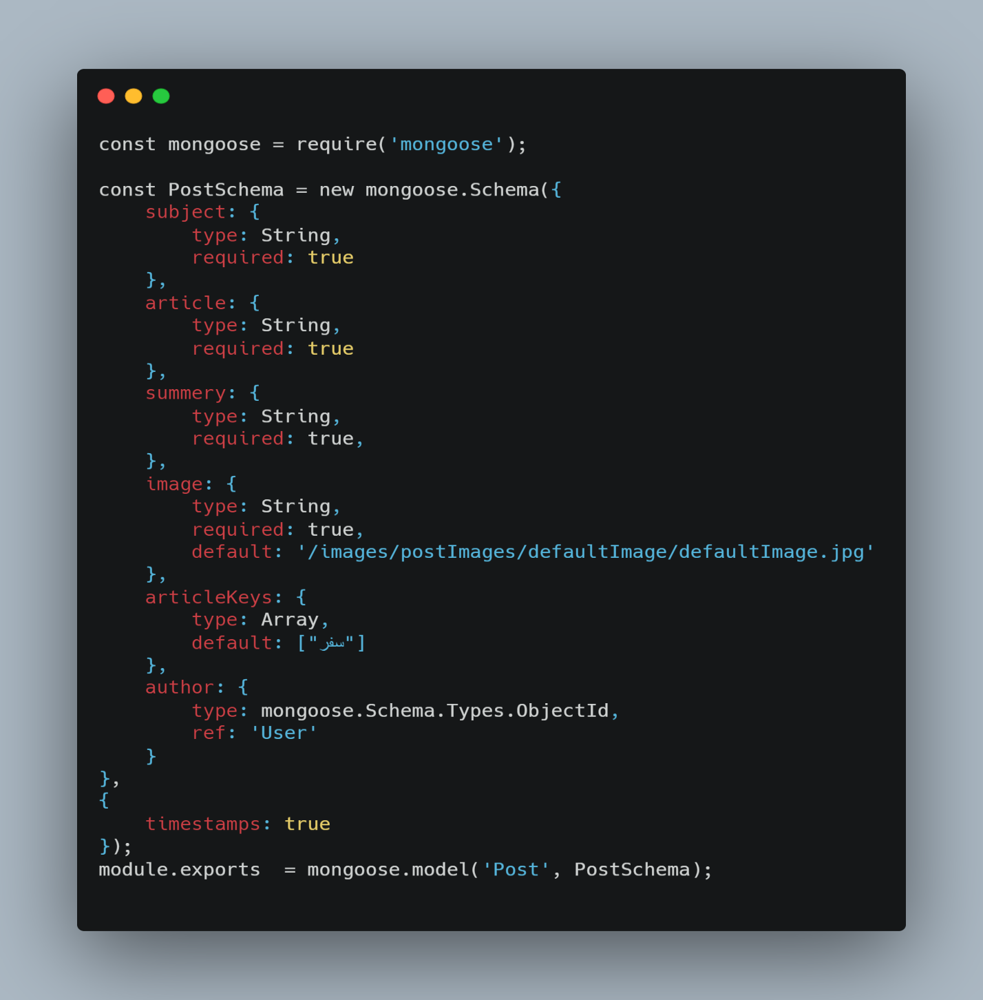 const mongoose = require('mongoose');

const PostSchema = new mongoose.Schema({
    subject: {
        type: String,
        required: true
    },
    article: {
        type: String,
        required: true
    },
    summery: {
        type: String,
        required: true,
    },
    image: {
        type: String,
        required: true,
        default: '/images/postImages/defaultImage/defaultImage.jpg'
    },
    articleKeys: {
        type: Array,
        default: ["سفر"]
    },
    author: {
        type: mongoose.Schema.Types.ObjectId,
        ref: 'User'
    }
},
{
    timestamps: true
});
module.exports  = mongoose.model('Post', PostSchema);